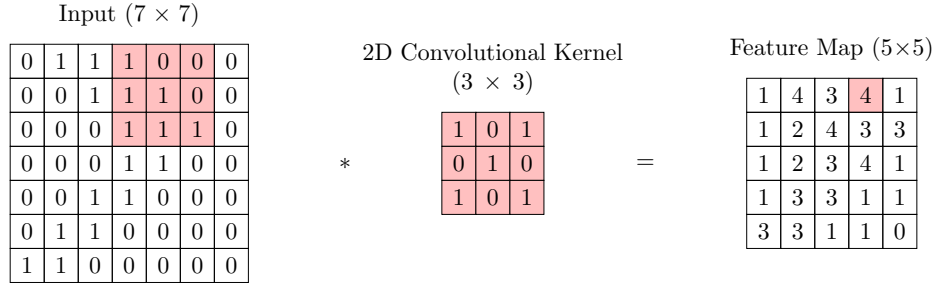 Input (7 × 7)
0 1 1 1 0 0 0
0 0 1 1 1 0 0
0 0 0 1 1 1 0
0 0 0 1 1 0 0
0 0 1 1 0 0 0
0 1 1 0 0 0 0
1 1 0 0 0 0 0
*
2D Convolutional Kernel
(3 × 3)
1 0 1
0 1 0
1 0 1
=
Feature Map (5×5)
1 4 3 4 1
1 2 4 3 3
1 2 3 4 1
1 3 3 1 1
3 3 1 1 0